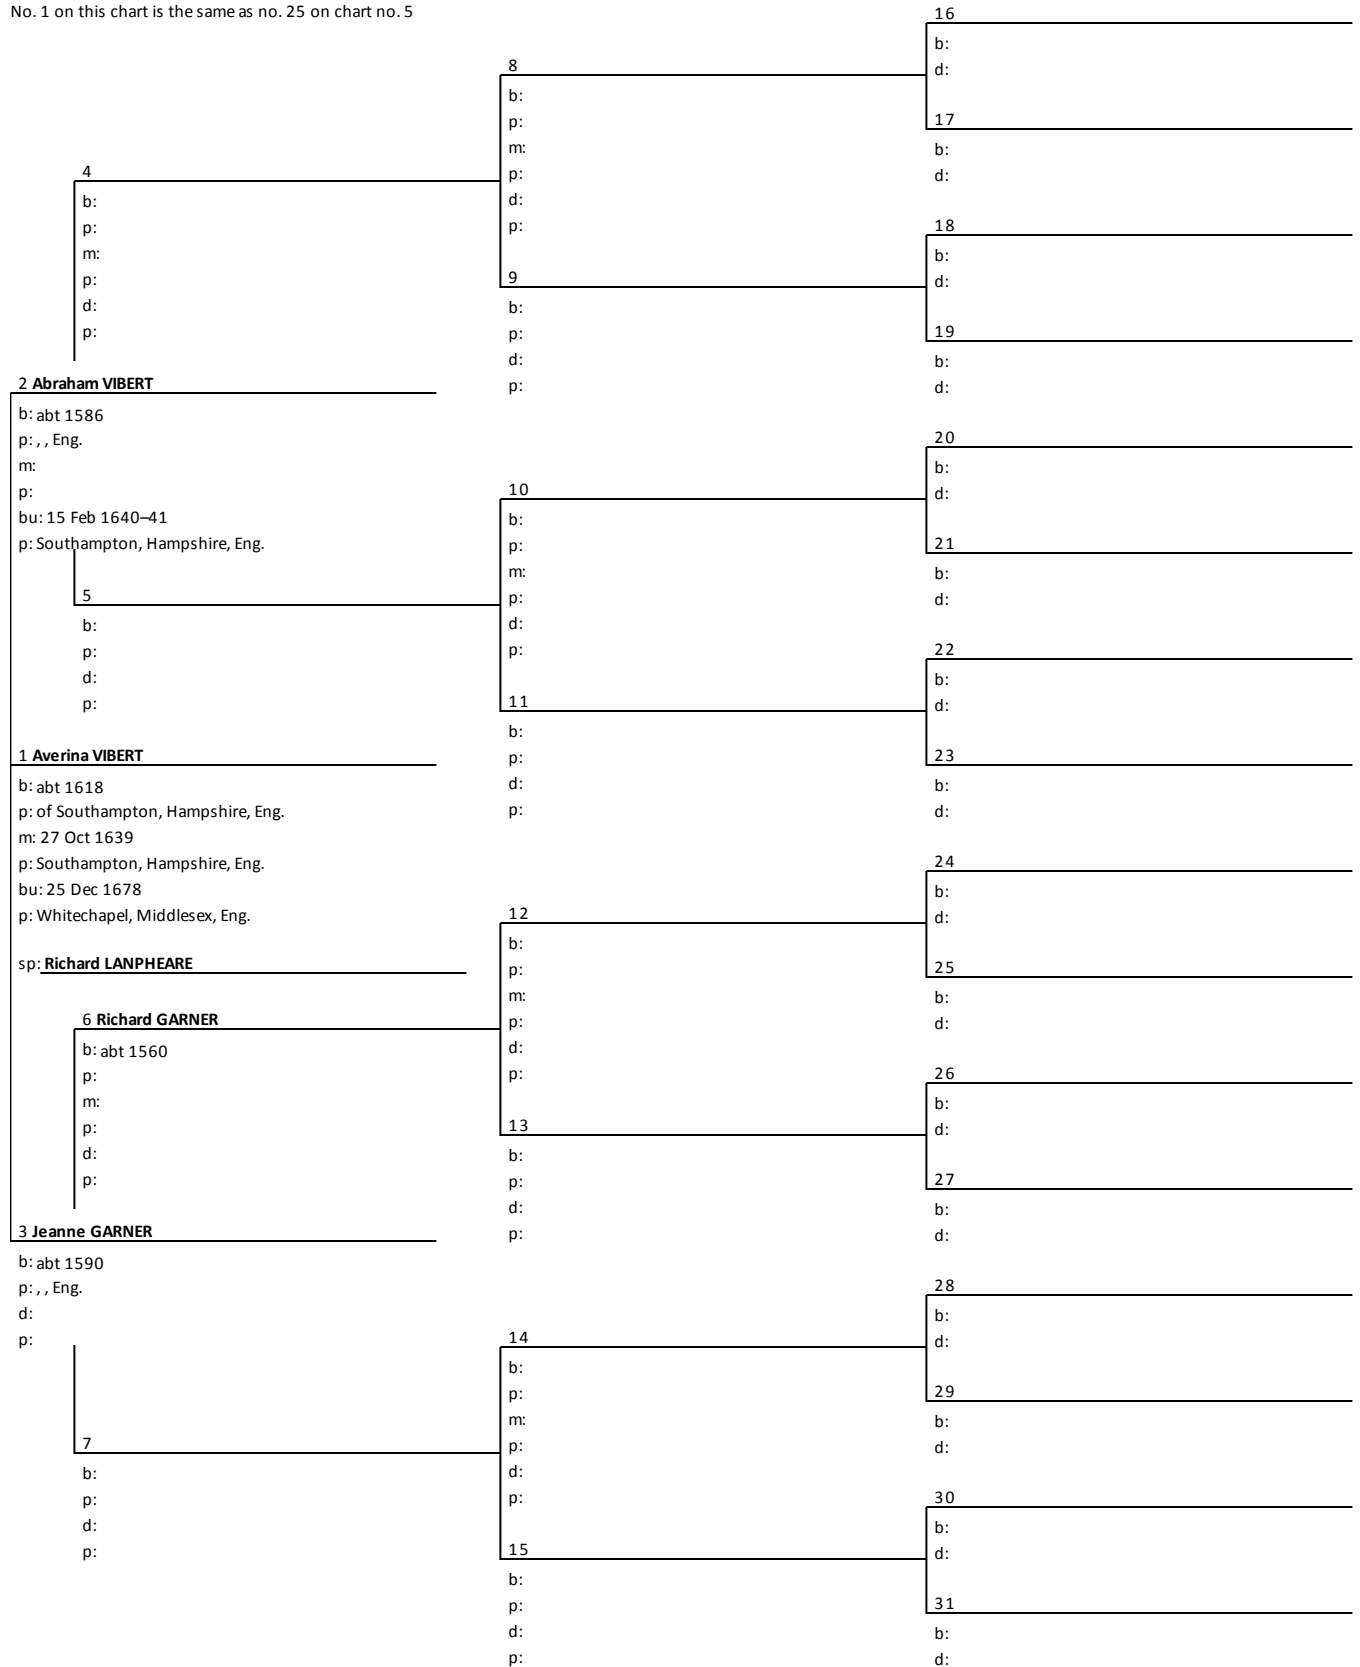 No. 1 on this chart is the same as no. 25 on chart no. 5
16
b:
d:
8
b:
p:
m:
p:
d:
p:
17
b:
d:
4
b:
p:
m:
p:
d:
p:
18
b:
d:
9
b:
p:
d:
p:
19
b:
d:
2 Abraham VIBERT
b: abt 1586
p: , , Eng.
m:
p:
bu: 15 Feb 1640–41
p: Southampton, Hampshire, Eng.
20
b:
d:
10
b:
p:
m:
p:
d:
p:
21
b:
d:
5
b:
p:
d:
p:
22
b:
d:
11
b:
p:
d:
p:
23
b:
d:
1 Averina VIBERT
b: abt 1618
p: of Southampton, Hampshire, Eng.
m: 27 Oct 1639
p: Southampton, Hampshire, Eng.
bu: 25 Dec 1678
p: Whitechapel, Middlesex, Eng.
sp: Richard LANPHEARE
24
b:
d:
12
b:
p:
m:
p:
d:
p:
25
b:
d:
6 Richard GARNER
b: abt 1560
p:
m:
p:
d:
p:
26
b:
d:
13
b:
p:
d:
p:
27
b:
d:
3 Jeanne GARNER
b: abt 1590
p: , , Eng.
d:
p:
28
b:
d:
14
b:
p:
m:
p:
d:
p:
29
b:
d:
7
b:
p:
d:
p:
30
b:
d:
15
b:
p:
d:
p:
31
b:
d: